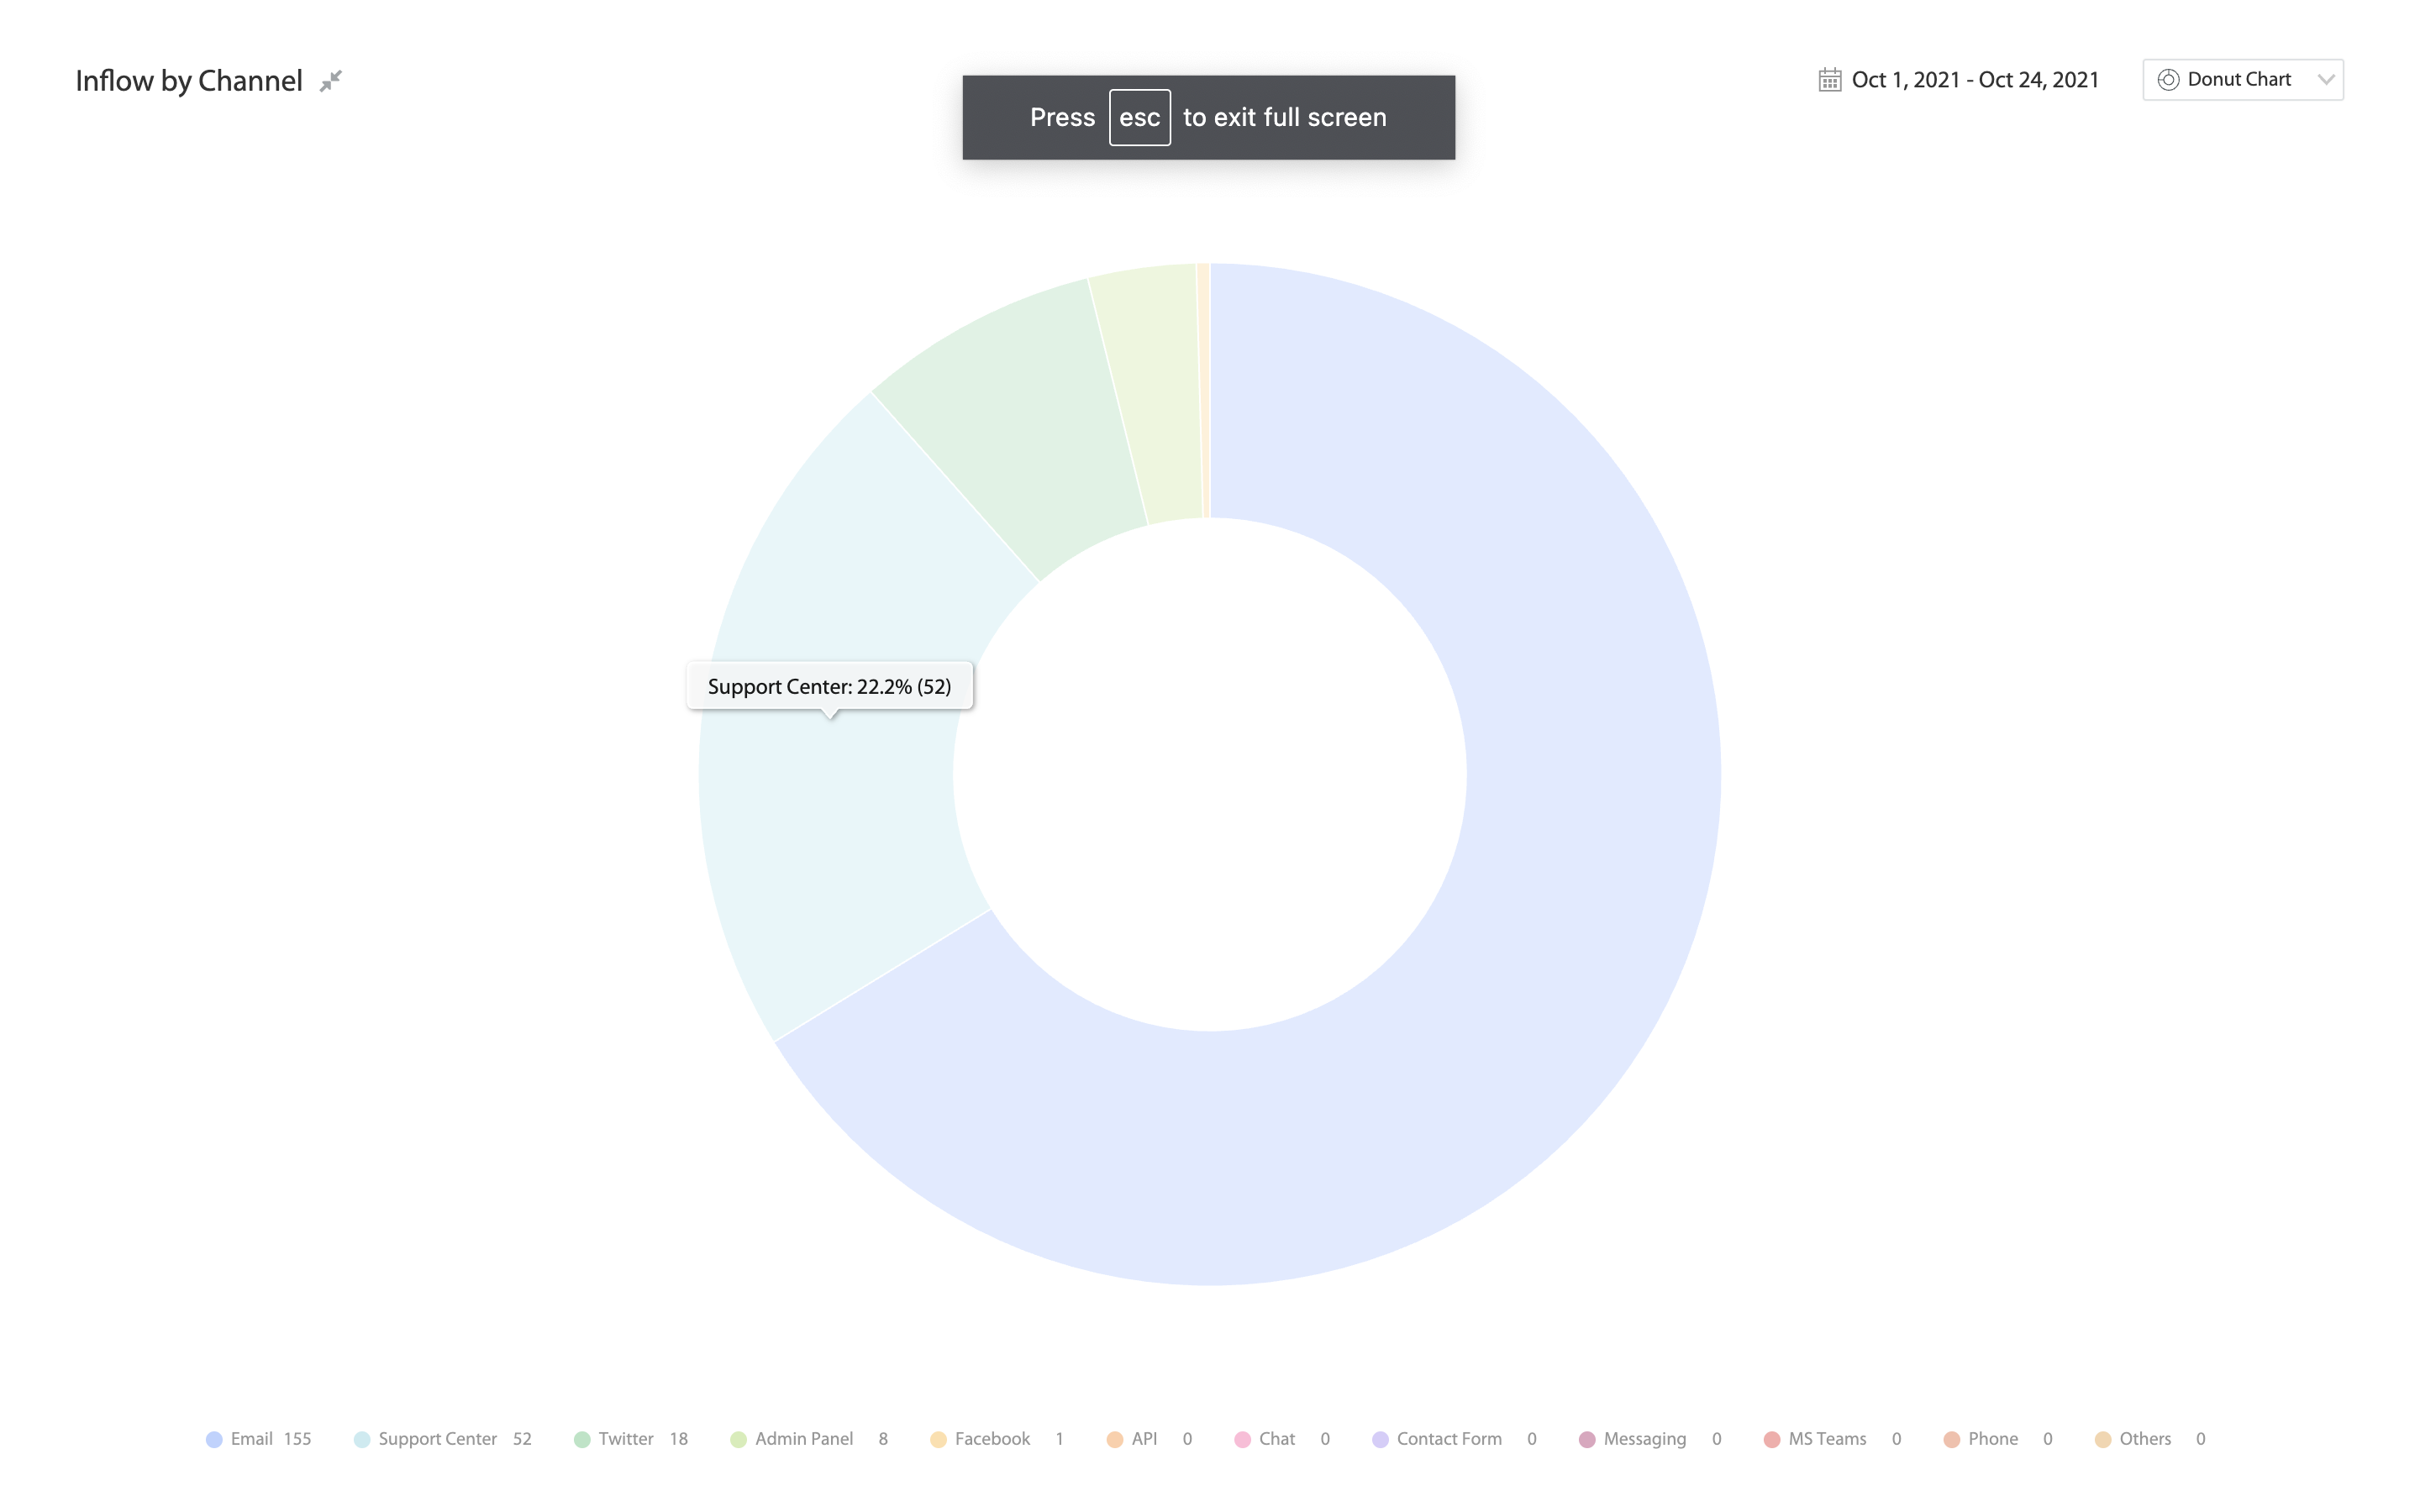 Inflow by Channel
Press esc to exit full screen
Oct 1, 2021 - Oct 24, 2021
Donut Chart
Support Center: 22.2% (52)
Email 155 Support Center 52 Twitter 18 Admin Panel 8 Facebook 1 API 0 Chat 0 Contact Form 0 Messaging 0 MS Teams 0 Phone 0 Others 0